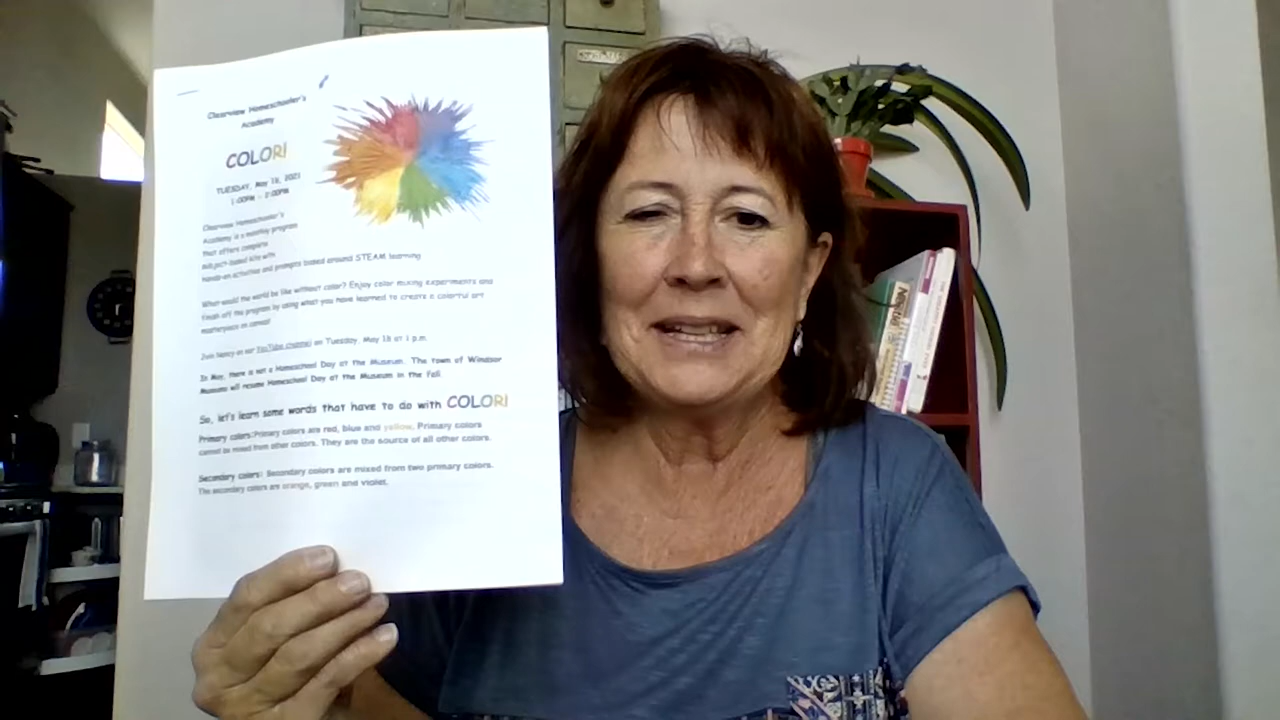 Clearview Homeschooler's
Academy
COLOR!
TUESDAY, May 18, 2021
1:00PM - 2:00PM
Clearview Homeschooler's
Academy is a monthly program
that offers complete
subject-based kits with
hands-on activities and prompts based around STEAM learning
What would the world be like without color? Enjoy color mixing experiments and
finish off the program by using what you have learned to create a colorful art
masterpiece on canvas!
Join Nancy on our YouTube channel on Tuesday, May 18 at 1 p.m.
In May, there is not a Homeschool Day at the Museum. The town of Windsor
Museums will resume Homeschool Day at the Museum in the fall.
So, let's learn some words that have to do with COLOR!
Primary colors:Primary colors are red, blue and yellow. Primary colors
cannot be mixed from other colors. They are the source of all other colors.
Secondary colors: Secondary colors are mixed from two primary colors.
The secondary colors are orange, green and violet.